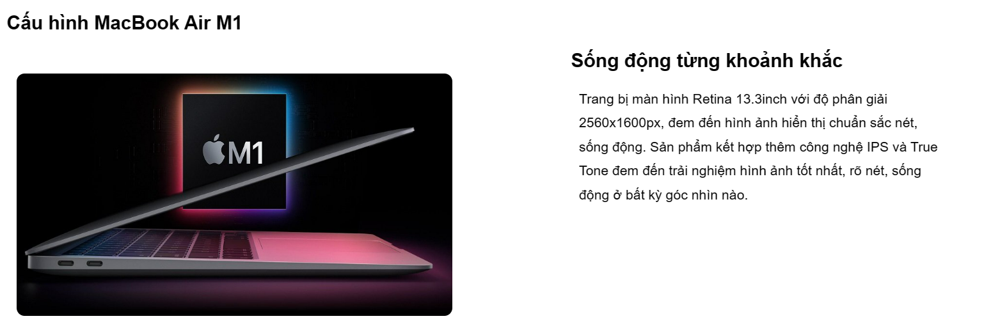 Cấu hình MacBook Air M1
M1
Sống động từng khoảnh khắc
Trang bị màn hình Retina 13.3inch với độ phân giải
2560x1600px, đem đến hình ảnh hiển thị chuẩn sắc nét,
sống động. Sản phẩm kết hợp thêm công nghệ IPS và True
Tone đem đến trải nghiệm hình ảnh tốt nhất, rõ nét, sống
động ở bất kỳ góc nhìn nào.